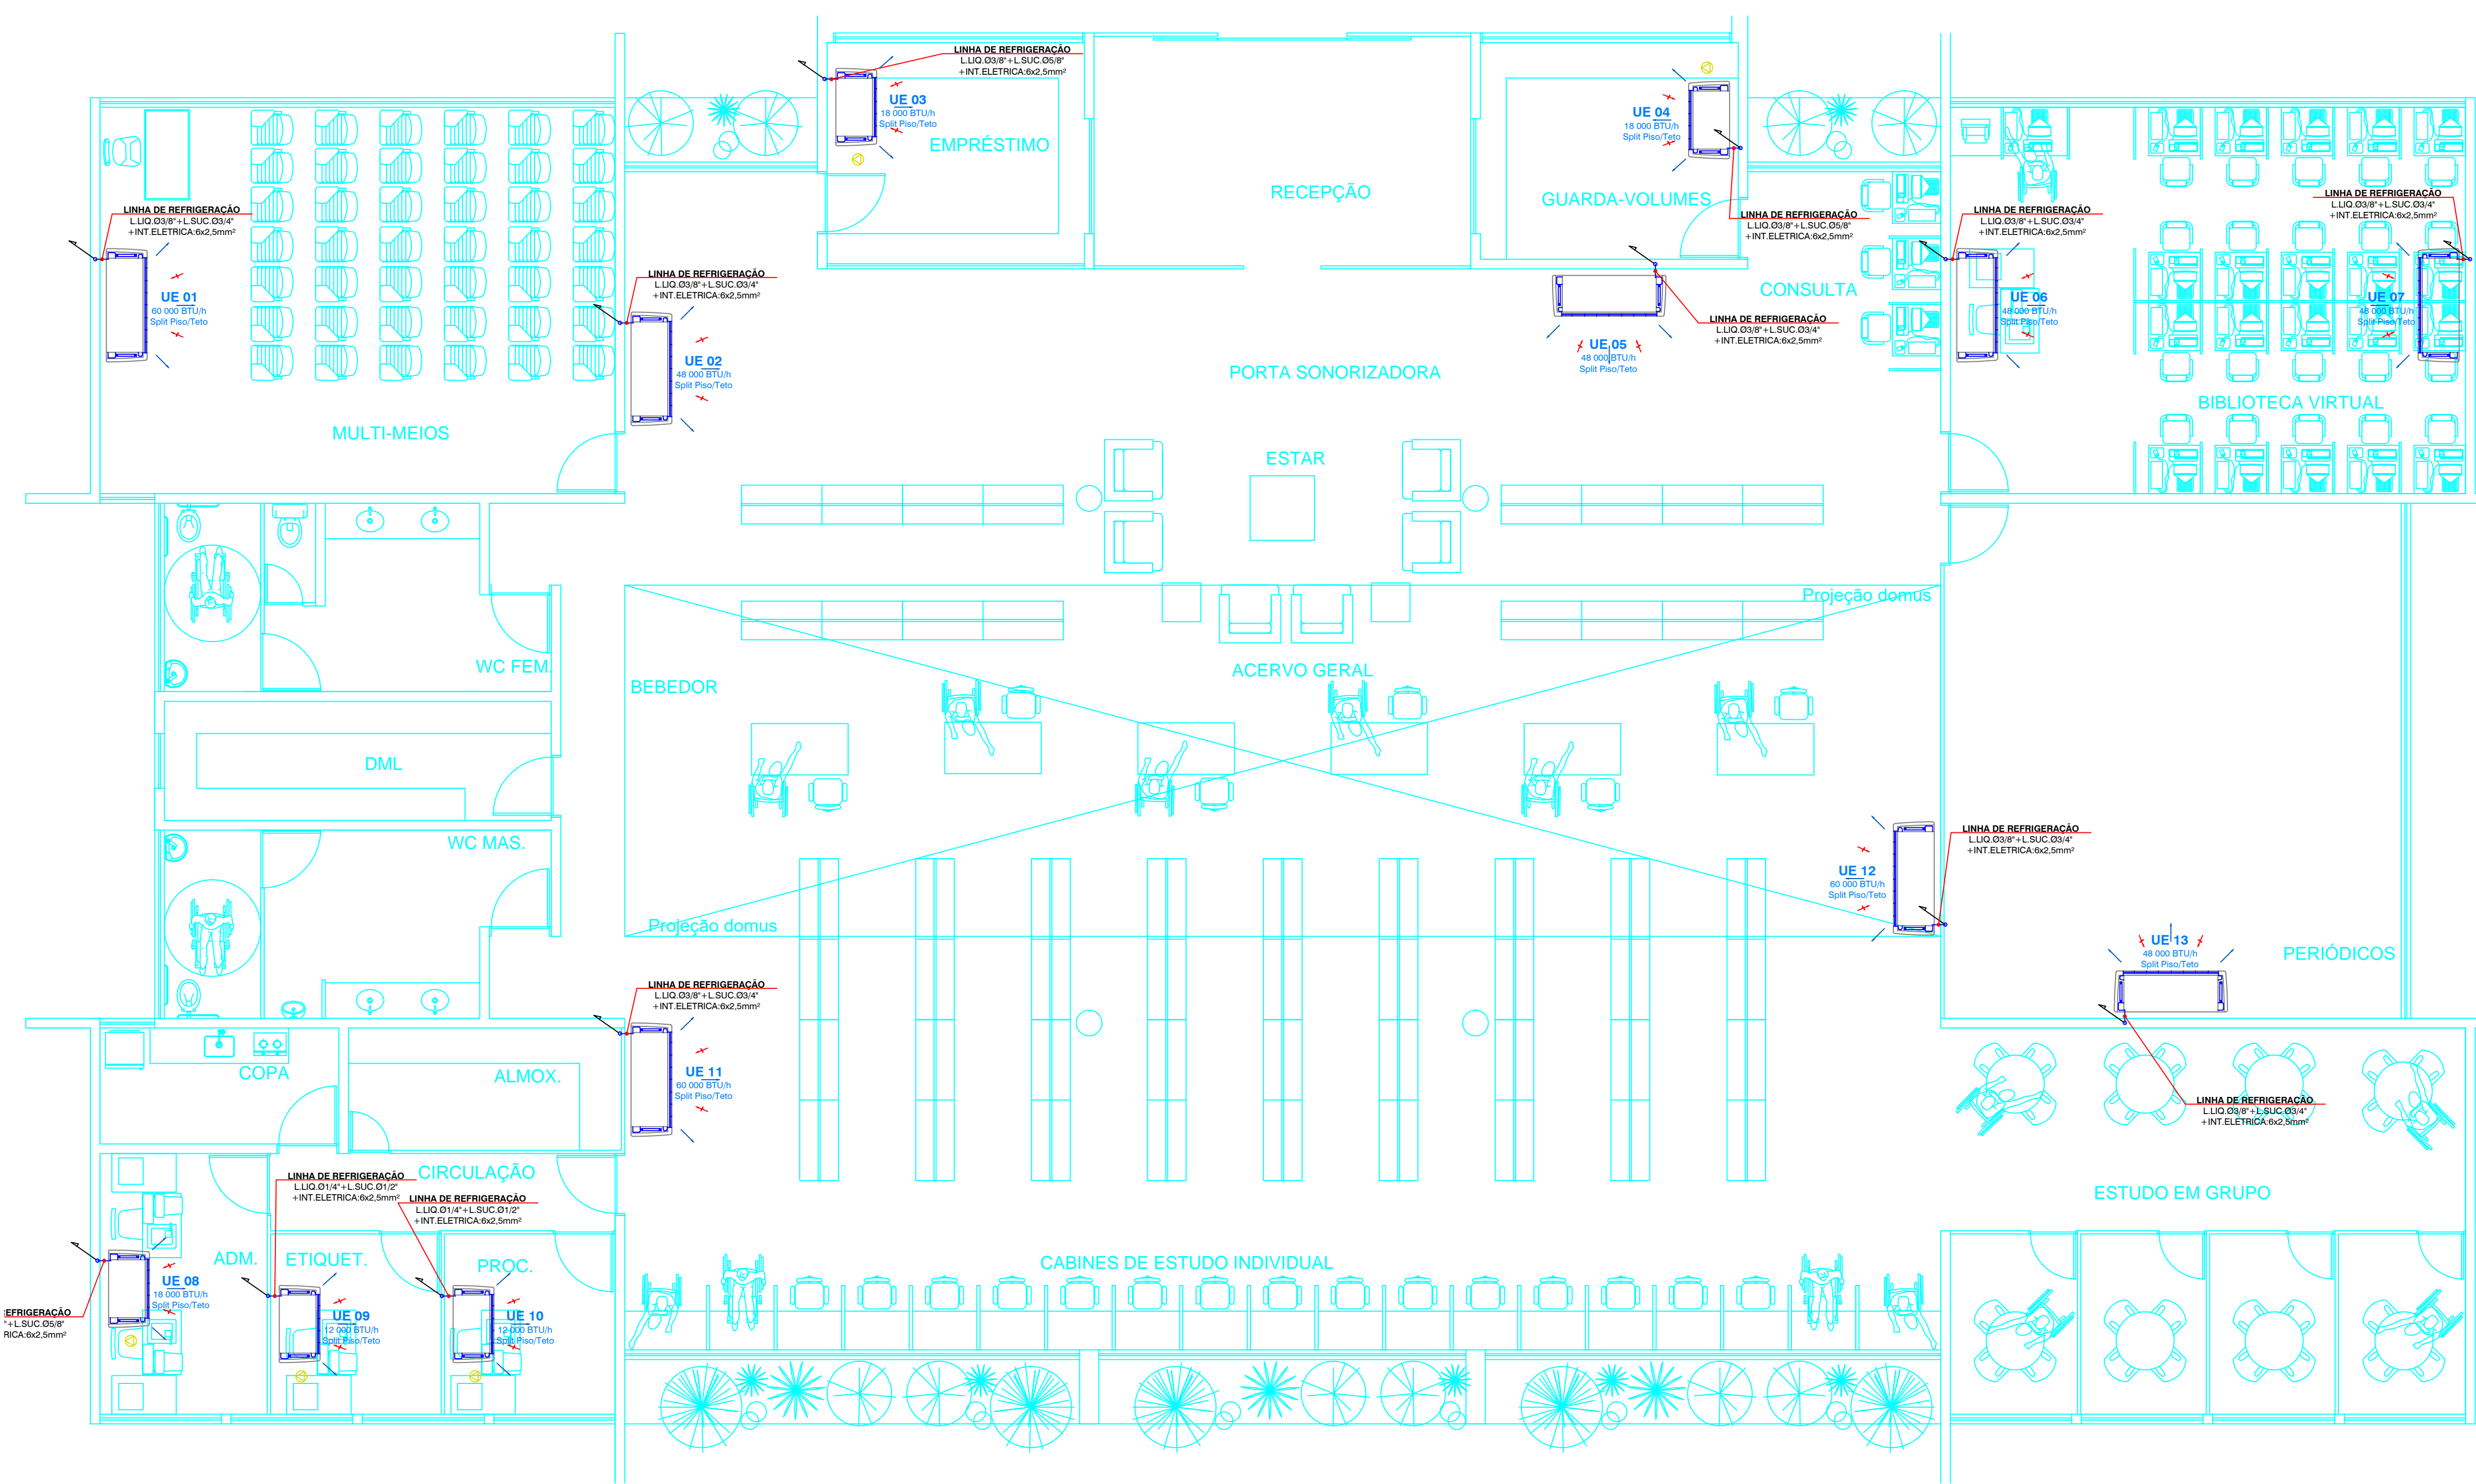 LINHA DE REFRIGERAÇÃO
L.LIQ.Ø3/8"+L.SUC.Ø5/8"
+INT.ELETRICA:6x2,5mm²
UE 03
18 000 BTU/h
Split Piso/Teto
EMPRÉSTIMO
RECEPÇÃO
UE 04
18 000 BTU/h
Split Piso/Teto
GUARDA-VOLUMES
LINHA DE REFRIGERAÇÃO
L.LIQ.Ø3/8"+L.SUC.Ø5/8"
+INT.ELETRICA:6x2,5mm²
LINHA DE REFRIGERAÇÃO
L.LIQ.Ø3/8"+L.SUC.Ø3/4"
+INT.ELETRICA:6x2,5mm²
UE 01
60 000 BTU/h
Split Piso/Teto
MULTI-MEIOS
LINHA DE REFRIGERAÇÃO
L.LIQ.Ø3/8"+L.SUC.Ø3/4"
+INT.ELETRICA:6x2,5mm²
UE 02
48 000 BTU/h
Split Piso/Teto
CONSULTA
LINHA DE REFRIGERAÇÃO
L.LIQ.Ø3/8"+L.SUC.Ø3/4"
+INT.ELETRICA:6x2,5mm²
UE 05
48 000 BTU/h
Split Piso/Teto
PORTA SONORIZADORA
LINHA DE REFRIGERAÇÃO
L.LIQ.Ø3/8"+L.SUC.Ø3/4"
+INT.ELETRICA:6x2,5mm²
UE 06
48 000 BTU/h
Split Piso/Teto
LINHA DE REFRIGERAÇÃO
L.LIQ.Ø3/8"+L.SUC.Ø3/4"
+INT.ELETRICA:6x2,5mm²
UE 07
48 000 BTU/h
Split Piso/Teto
BIBLIOTECA VIRTUAL
ESTAR
Projeção domus
WC FEM.
BEBEDOR
ACERVO GERAL
DML
WC MAS.
Projeção domus
LINHA DE REFRIGERAÇÃO
L.LIQ.Ø3/8"+L.SUC.Ø3/4"
+INT.ELETRICA:6x2,5mm²
UE 12
60 000 BTU/h
Split Piso/Teto
UE 13
48 000 BTU/h
Split Piso/Teto
PERIÓDICOS
LINHA DE REFRIGERAÇÃO
L.LIQ.Ø3/8"+L.SUC.Ø3/4"
+INT.ELETRICA:6x2,5mm²
UE 11
60 000 BTU/h
Split Piso/Teto
COPA
ALMOX.
LINHA DE REFRIGERAÇÃO
L.LIQ.Ø3/8"+L.SUC.Ø3/4"
+INT.ELETRICA:6x2,5mm²
CIRCULAÇÃO
LINHA DE REFRIGERAÇÃO
L.LIQ.Ø1/4"+L.SUC.Ø1/2"
+INT.ELETRICA:6x2,5mm²
LINHA DE REFRIGERAÇÃO
L.LIQ.Ø1/4"+L.SUC.Ø1/2"
+INT.ELETRICA:6x2,5mm²
ESTUDO EM GRUPO
ADM.
ETIQUET.
PROC.
CABINES DE ESTUDO INDIVIDUAL
UE 08
18 000 BTU/h
Split Piso/Teto
EFRIGERAÇÃO
"+L.SUC.Ø5/8"
RICA:6x2,5mm²
UE 09
12 000 BTU/h
Split Piso/Teto
UE 10
12 000 BTU/h
Split Piso/Teto